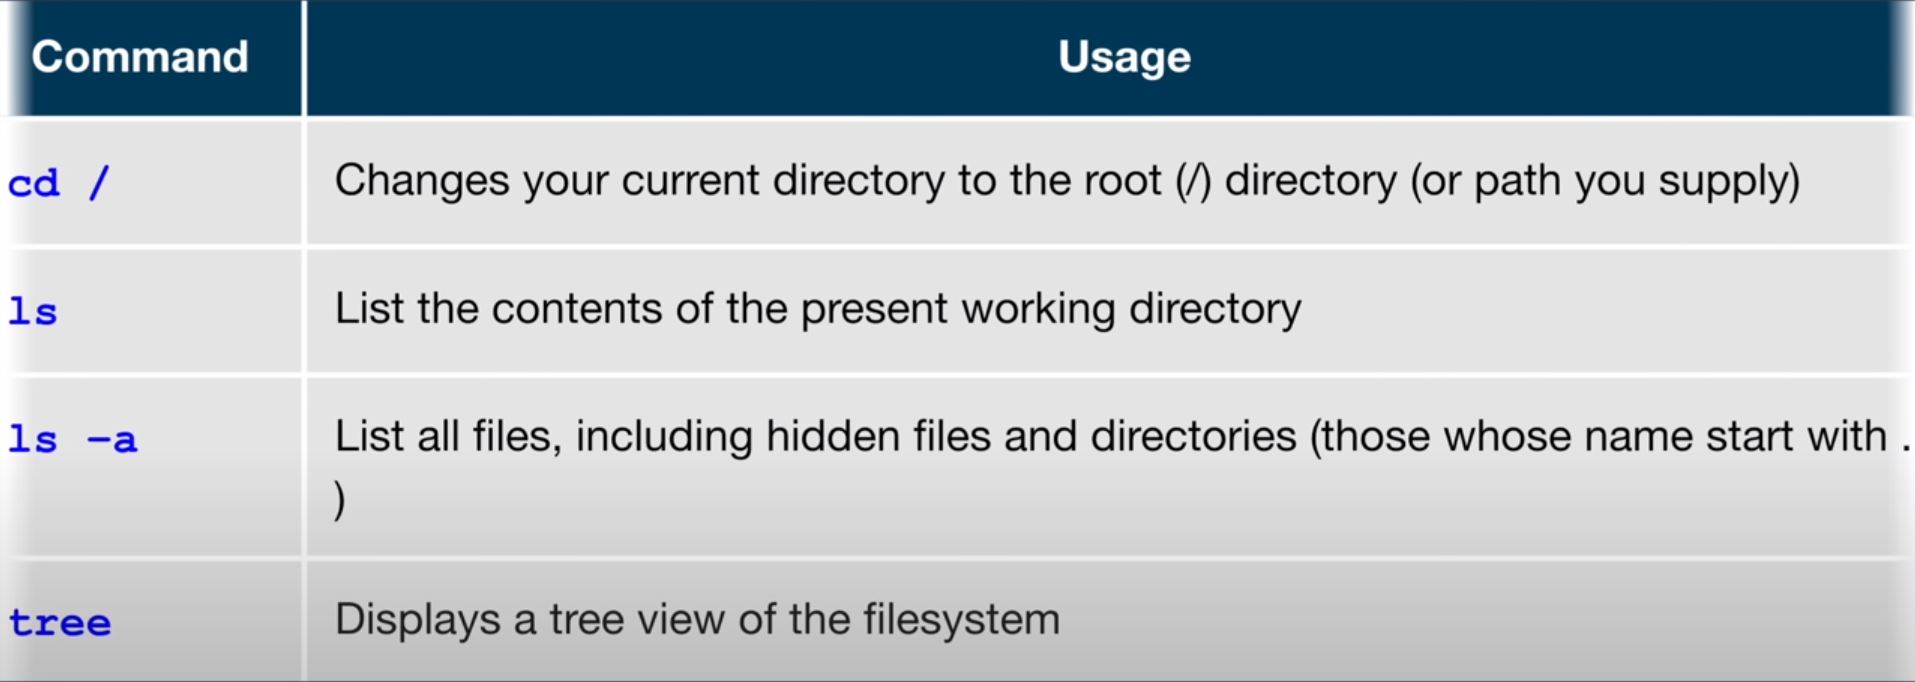 Command Usage
cd / Changes your current directory to the root (/) directory (or path you supply)
ls List the contents of the present working directory
ls -a List all files, including hidden files and directories (those whose name start with .
)
tree Displays a tree view of the filesystem